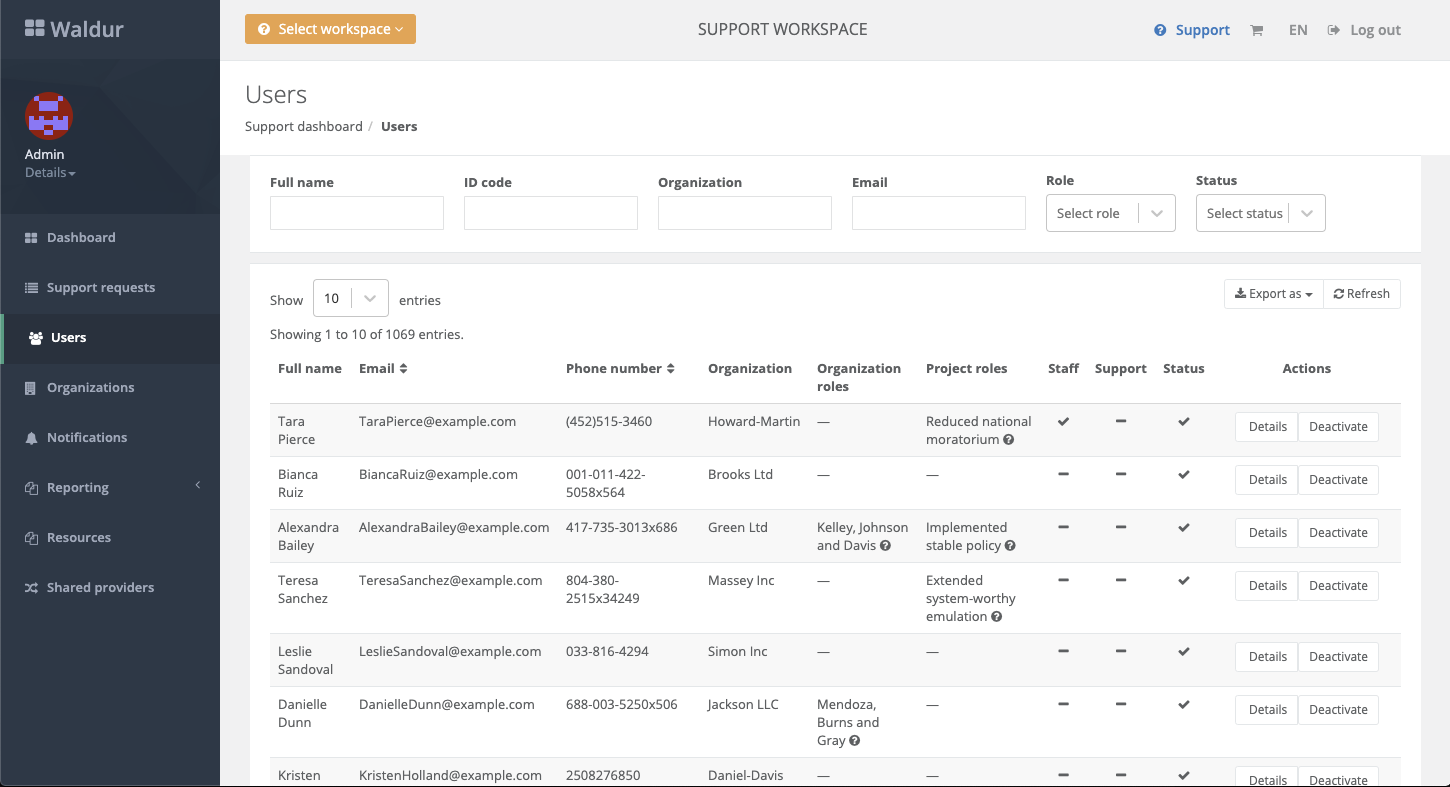 Waldur
Select workspace
SUPPORT WORKSPACE
Support
EN
Log out
Admin
Details
Dashboard
Support requests
Users
Organizations
Notifications
Reporting
Resources
Shared providers
Users
Support dashboard / Users
Full name
ID code
Organization
Email
Role
Status
Select role
Select status
Show 10 entries
Export as
Refresh
Showing 1 to 10 of 1069 entries.
Full name Email Phone number Organization Organization roles Project roles Staff Support Status Actions
Tara Pierce TaraPierce@example.com (452)515-3460 Howard-Martin — Reduced national moratorium Details Deactivate
Bianca Ruiz BiancaRuiz@example.com 001-011-422-5058x564 Brooks Ltd — — Details Deactivate
Alexandra Bailey AlexandraBailey@example.com 417-735-3013x686 Green Ltd Kelley, Johnson and Davis Implemented stable policy Details Deactivate
Teresa Sanchez TeresaSanchez@example.com 804-380-2515x34249 Massey Inc — Extended system-worthy emulation Details Deactivate
Leslie Sandoval LeslieSandoval@example.com 033-816-4294 Simon Inc — — Details Deactivate
Danielle Dunn DanielleDunn@example.com 688-003-5250x506 Jackson LLC Mendoza, Burns and Gray — Details Deactivate
Kristen KristenHolland@example.com 2508276850 Daniel-Davis — — Details Deactivate